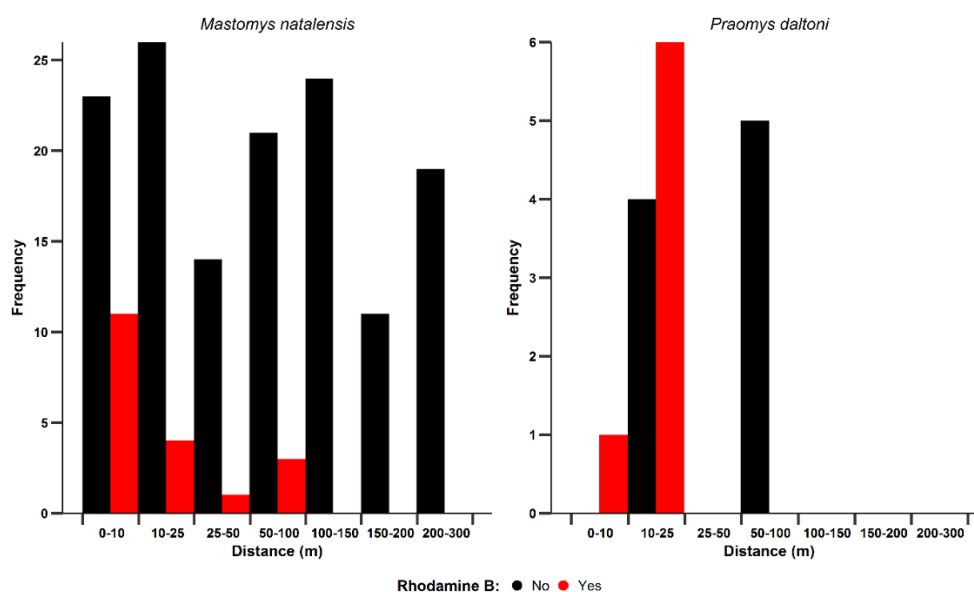 Mastomys natalensis
Frequency
25
20
15
10
5
0
0-10 10-25 25-50 50-100 100-150 150-200 200-300
Distance (m)
Praomys daltoni
Frequency
6
5
4
3
2
1
0
0-10 10-25 25-50 50-100 100-150 150-200 200-300
Distance (m)
Rhodamine B: No Yes